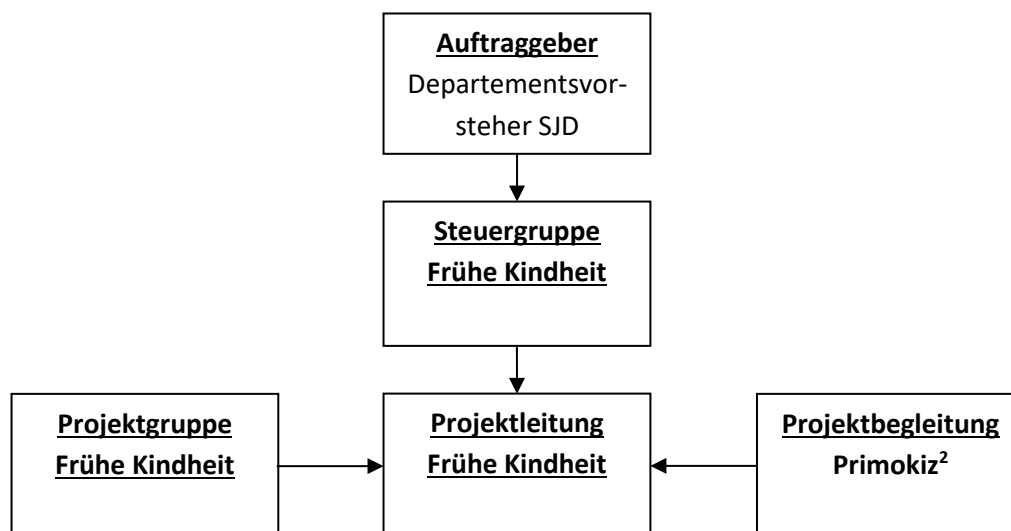 Auftraggeber
Departementsvor-
steher SJD
Steuergruppe
Frühe Kindheit
Projektgruppe
Frühe Kindheit
Projektleitung
Frühe Kindheit
Projektbegleitung
Primokiz²